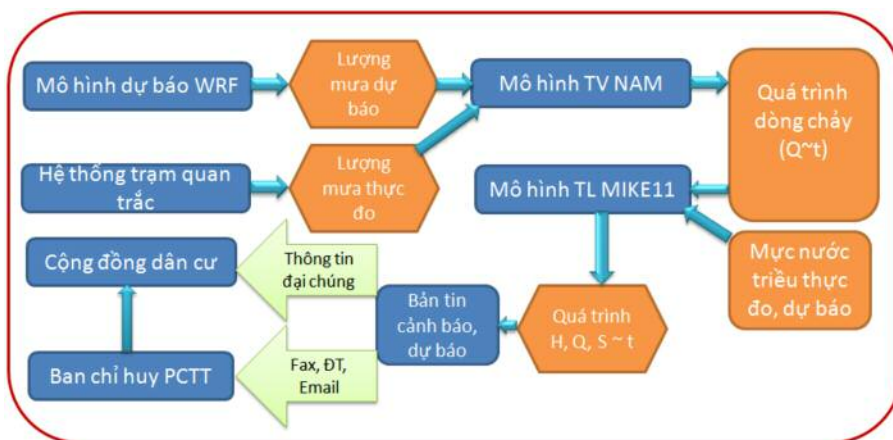 Mô hình dự báo WRF
Lượng
mưa dự
báo
Mô hình TV NAM
Quá trình
dòng chảy
(Q~t)
Hệ thống trạm quan
trắc
Lượng
mưa thực
đo
Mô hình TL MIKE11
Mực nước
triều thực
đo, dự báo
Cộng đồng dân cư
Thông tin
đại chúng
Bản tin
cảnh báo,
dự báo
Quá trình
H, Q, S ~ t
Ban chỉ huy PCTT
Fax, ĐT,
Email